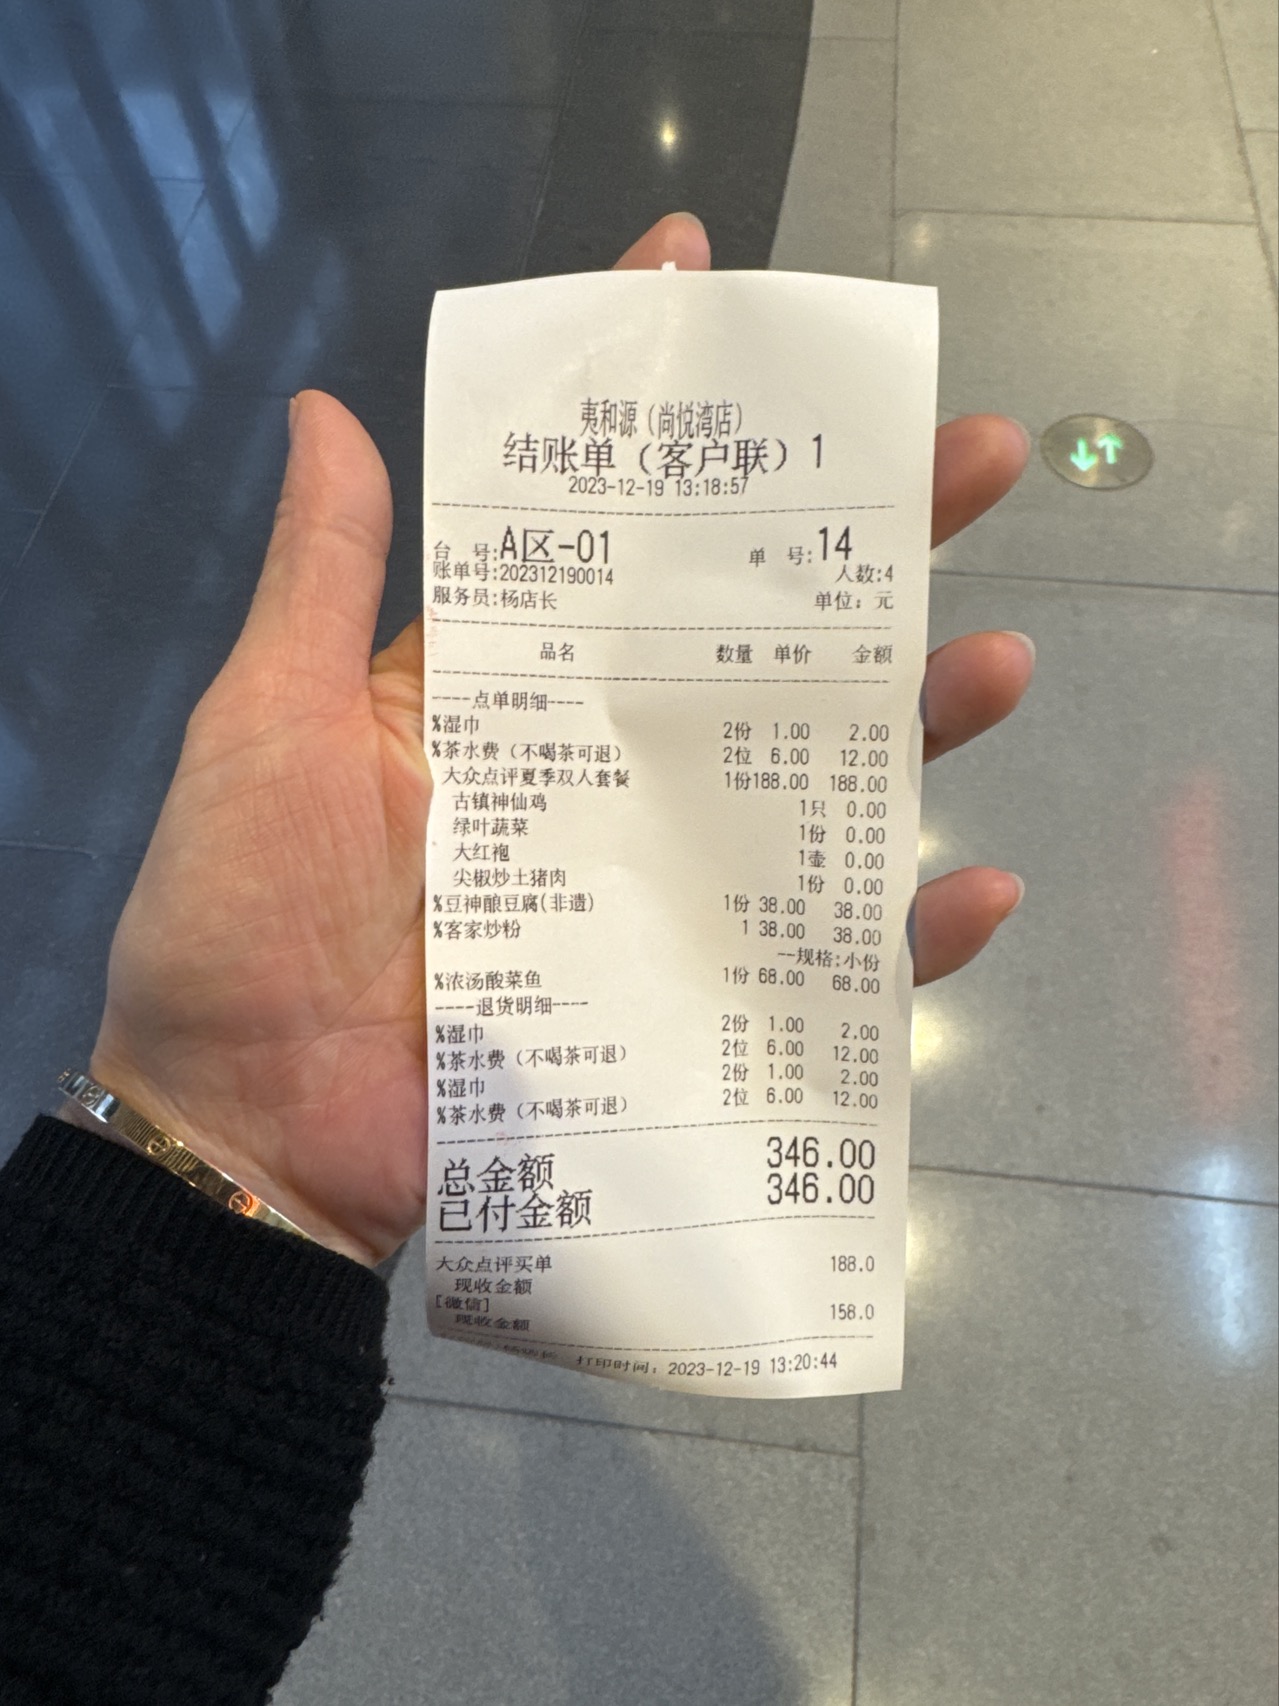 夷和源（尚悦湾店）
结账单（客户联）1
2023-12-19 13:18:57
台 号:A区-01 单 号:14
账单号:202312190014 人数:4
服务员:杨店长 单位：元
品名 数量 单价 金额
----点单明细----
%湿巾 2份 1.00 2.00
%茶水费（不喝茶可退） 2位 6.00 12.00
大众点评夏季双人套餐 1份188.00 188.00
古镇神仙鸡 1只 0.00
绿叶蔬菜 1份 0.00
大红袍 1壶 0.00
尖椒炒土猪肉 1份 0.00
%豆神酿豆腐(非遗) 1份 38.00 38.00
%客家炒粉 1 38.00 38.00
--规格:小份
%浓汤酸菜鱼 1份 68.00 68.00
----退货明细----
%湿巾 2份 1.00 2.00
%茶水费（不喝茶可退） 2位 6.00 12.00
%湿巾 2份 1.00 2.00
%茶水费（不喝茶可退） 2位 6.00 12.00
总金额 346.00
已付金额 346.00
大众点评买单 188.0
现收金额
[微信] 158.0
现收金额
打印时间：2023-12-19 13:20:44